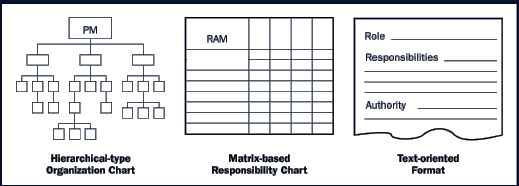 PM
Hierarchical-type
Organization Chart
RAM
Matrix-based
Responsibility Chart
Role
Responsibilities
Authority
Text-oriented
Format